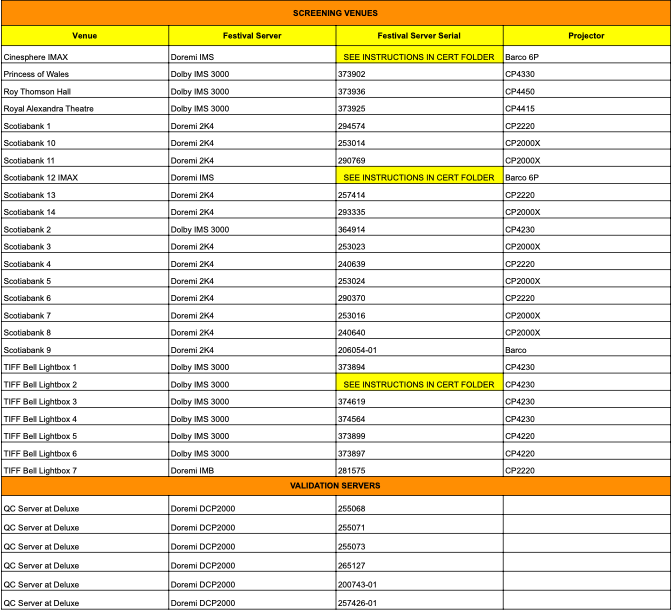 SCREENING VENUES
Venue Festival Server Festival Server Serial Projector
Cinesphere IMAX Doremi IMS SEE INSTRUCTIONS IN CERT FOLDER Barco 6P
Princess of Wales Dolby IMS 3000 373902 CP4330
Roy Thomson Hall Dolby IMS 3000 373936 CP4450
Royal Alexandra Theatre Dolby IMS 3000 373925 CP4415
Scotiabank 1 Doremi 2K4 294574 CP2220
Scotiabank 10 Doremi 2K4 253014 CP2000X
Scotiabank 11 Doremi 2K4 290769 CP2000X
Scotiabank 12 IMAX Doremi IMS SEE INSTRUCTIONS IN CERT FOLDER Barco 6P
Scotiabank 13 Doremi 2K4 257414 CP2220
Scotiabank 14 Doremi 2K4 293335 CP2000X
Scotiabank 2 Dolby IMS 3000 364914 CP4230
Scotiabank 3 Doremi 2K4 253023 CP2000X
Scotiabank 4 Doremi 2K4 240639 CP2220
Scotiabank 5 Doremi 2K4 253024 CP2000X
Scotiabank 6 Doremi 2K4 290370 CP2220
Scotiabank 7 Doremi 2K4 253016 CP2000X
Scotiabank 8 Doremi 2K4 240640 CP2000X
Scotiabank 9 Doremi 2K4 206054-01 Barco
TIFF Bell Lightbox 1 Dolby IMS 3000 373894 CP4230
TIFF Bell Lightbox 2 Dolby IMS 3000 SEE INSTRUCTIONS IN CERT FOLDER CP4230
TIFF Bell Lightbox 3 Dolby IMS 3000 374619 CP4230
TIFF Bell Lightbox 4 Dolby IMS 3000 374564 CP4230
TIFF Bell Lightbox 5 Dolby IMS 3000 373899 CP4220
TIFF Bell Lightbox 6 Dolby IMS 3000 373897 CP4220
TIFF Bell Lightbox 7 Doremi IMB 281575 CP2220
VALIDATION SERVERS
QC Server at Deluxe Doremi DCP2000 255068
QC Server at Deluxe Doremi DCP2000 255071
QC Server at Deluxe Doremi DCP2000 255073
QC Server at Deluxe Doremi DCP2000 265127
QC Server at Deluxe Doremi DCP2000 200743-01
QC Server at Deluxe Doremi DCP2000 257426-01